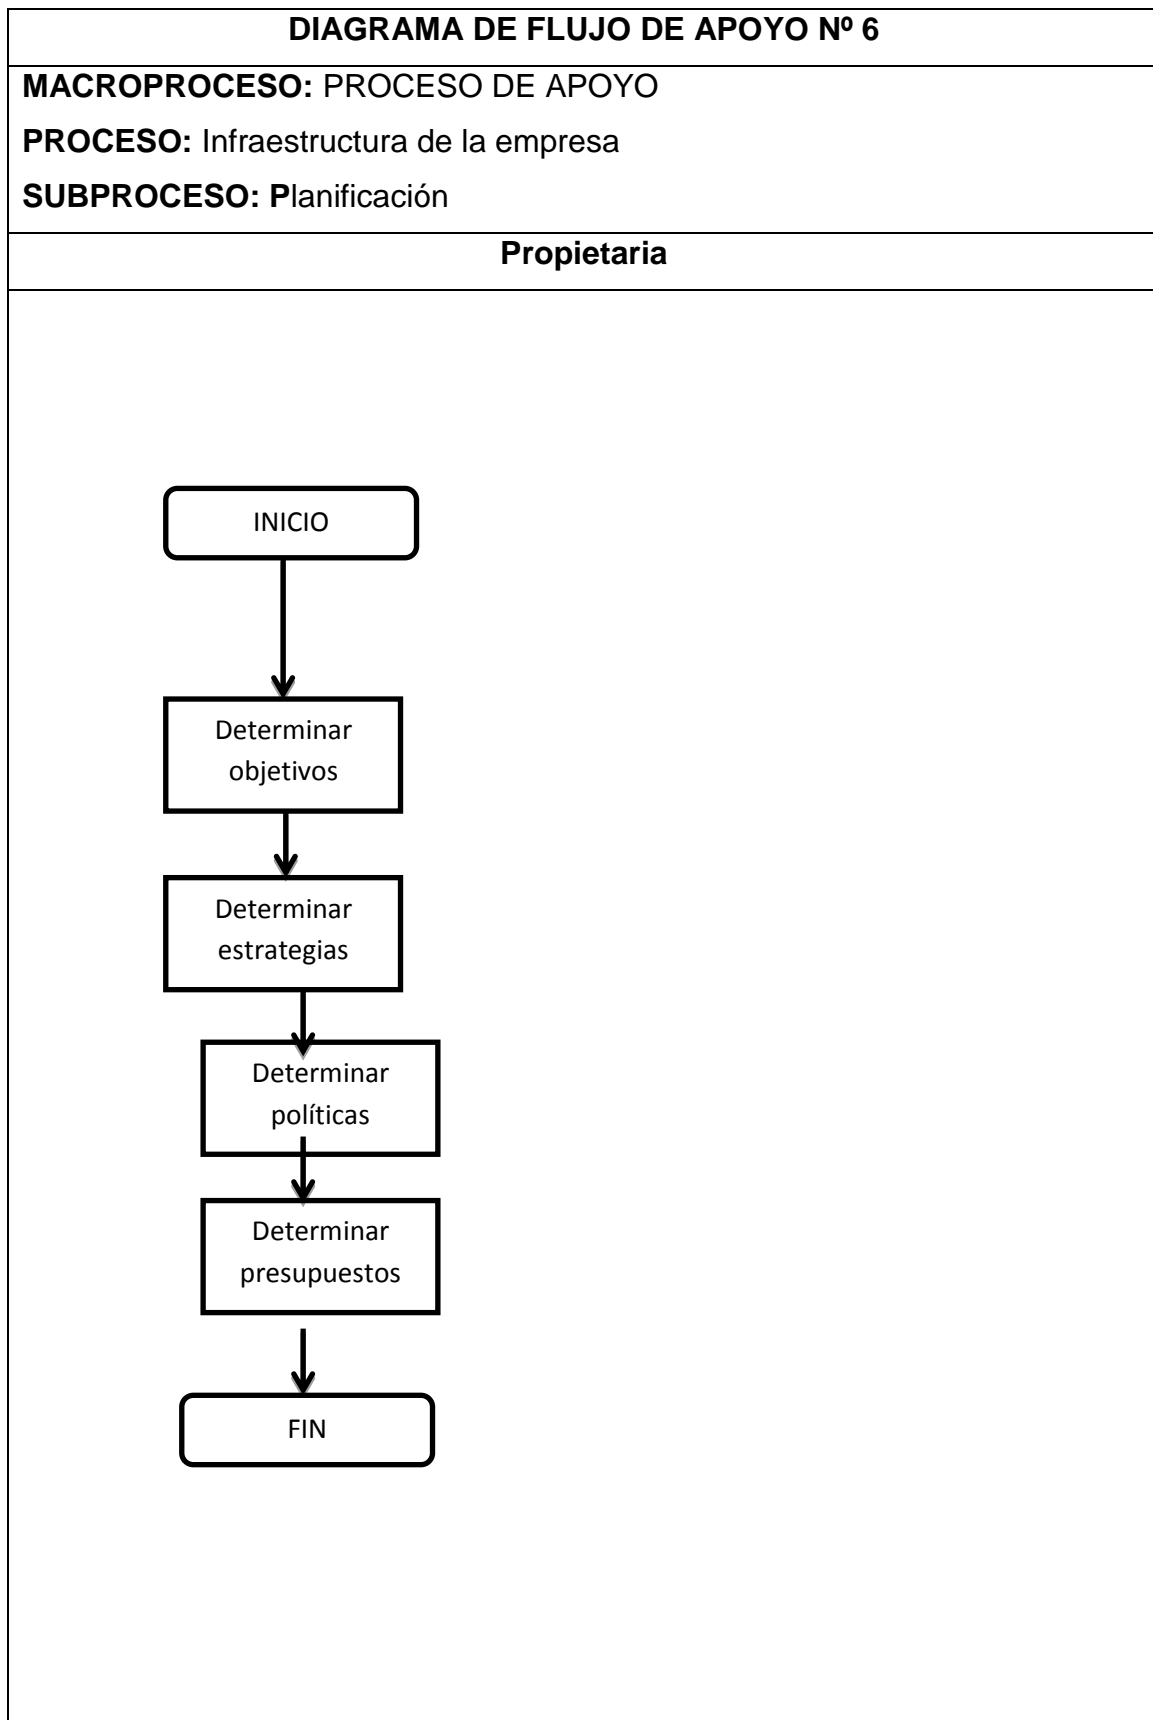 DIAGRAMA DE FLUJO DE APOYO Nº 6
MACROPROCESO: PROCESO DE APOYO
PROCESO: Infraestructura de la empresa
SUBPROCESO: Planificación
Propietaria
INICIO
Determinar
objetivos
Determinar
estrategias
Determinar
políticas
Determinar
presupuestos
FIN